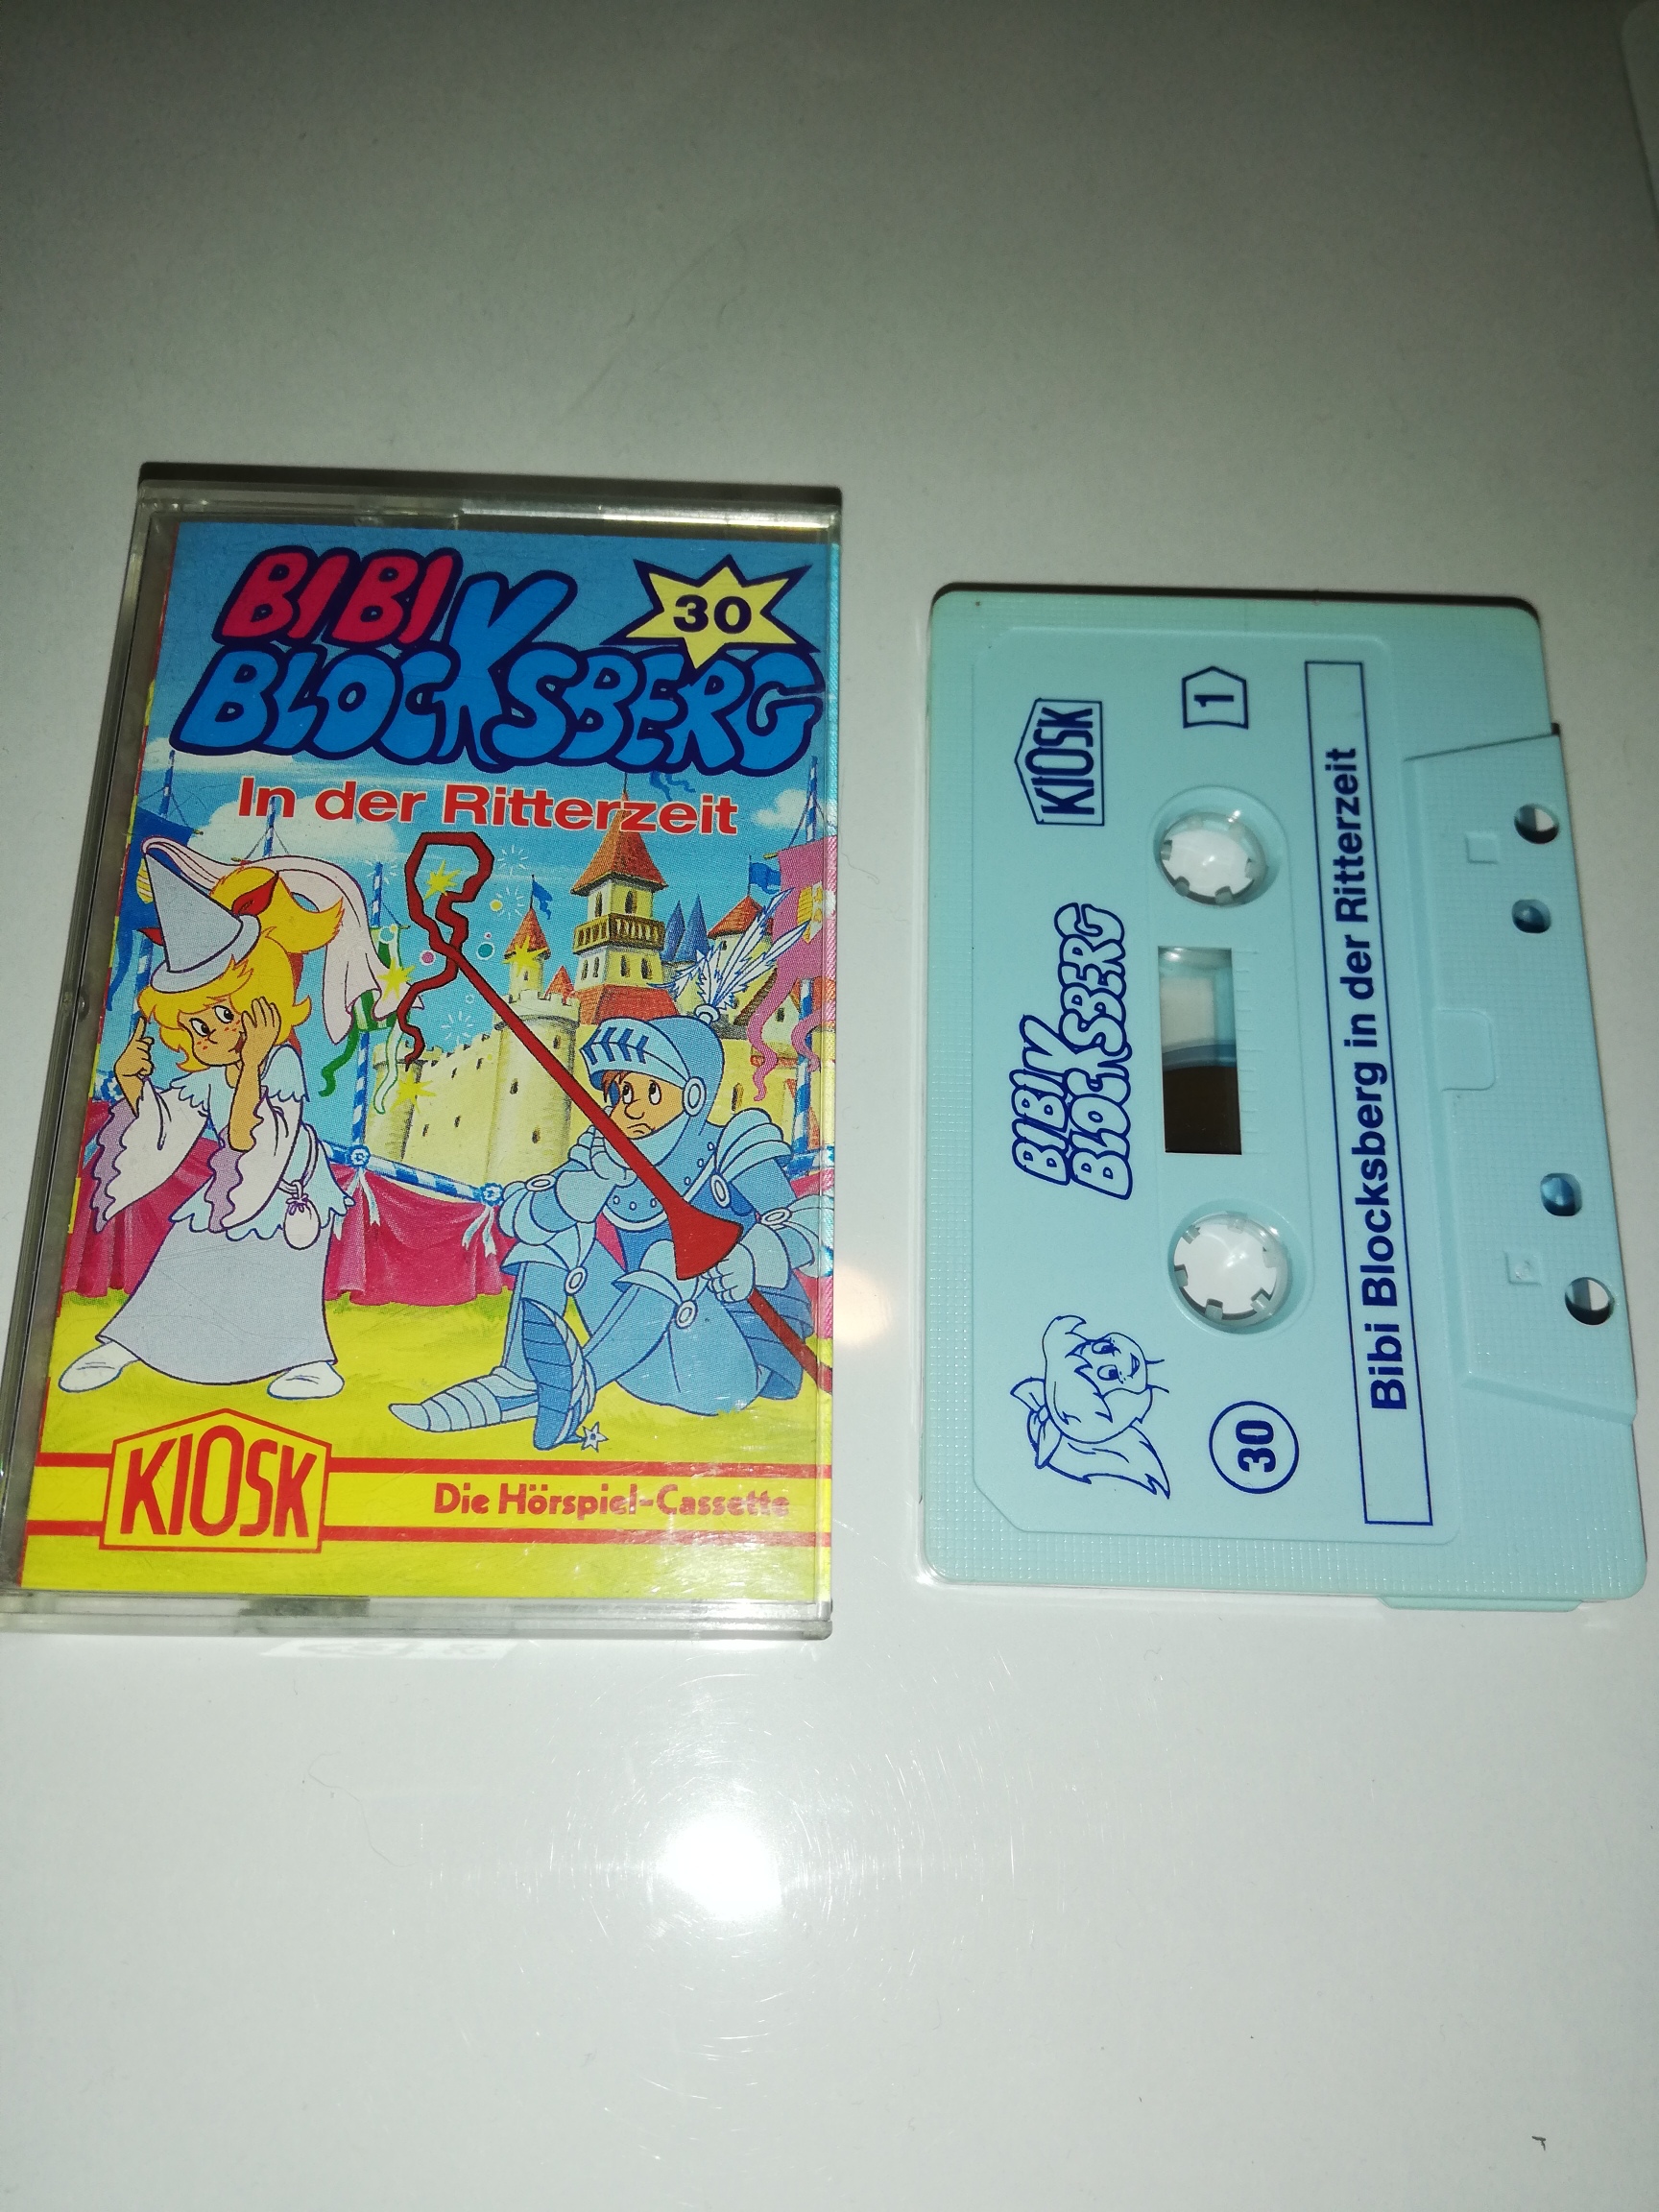 BIBI
BLOCKSBERG
30
In der Ritterzeit
KIOSK
Die Hörspiel-Cassette
KIOSK
1
BIBI
BLOCKSBERG
30
Bibi Blocksberg in der Ritterzeit